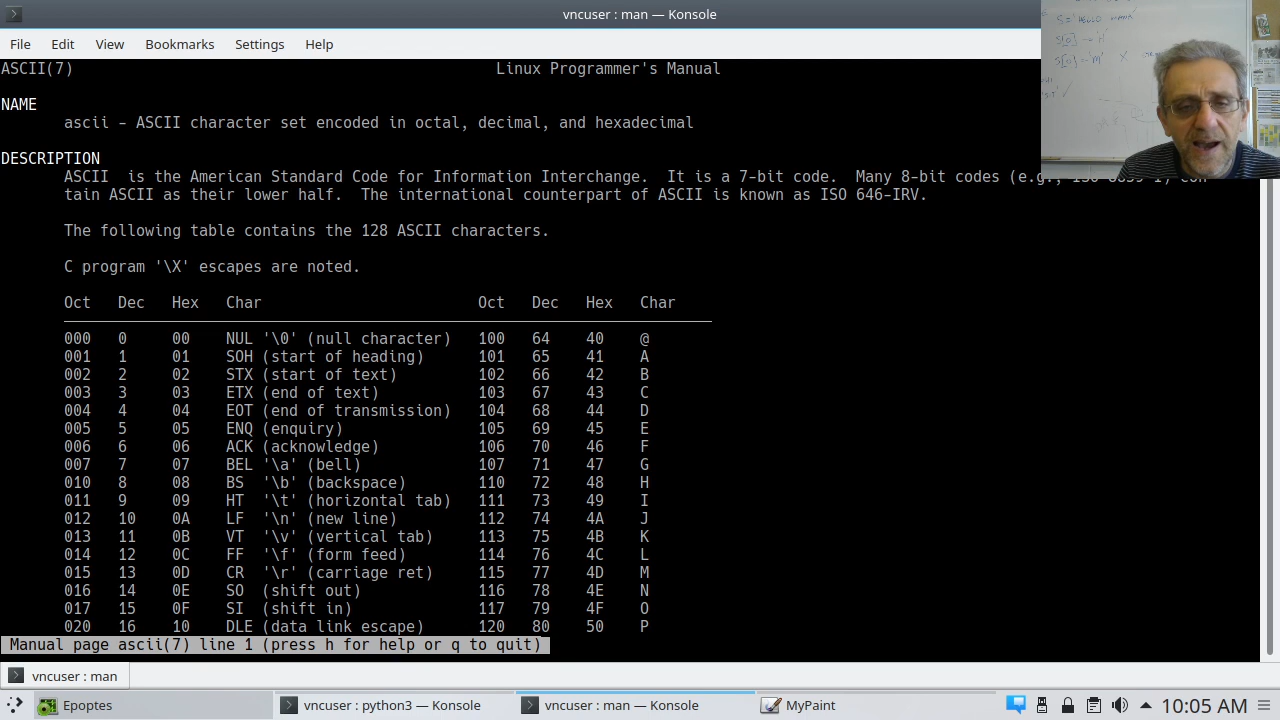 vncuser : man — Konsole
File Edit View Bookmarks Settings Help
ASCII(7) Linux Programmer's Manual
NAME
ascii - ASCII character set encoded in octal, decimal, and hexadecimal
DESCRIPTION
ASCII is the American Standard Code for Information Interchange. It is a 7-bit code. Many 8-bit codes (e.g., ISO 8859-1) con-
tain ASCII as their lower half. The international counterpart of ASCII is known as ISO 646-IRV.
The following table contains the 128 ASCII characters.
C program '\X' escapes are noted.
Oct Dec Hex Char Oct Dec Hex Char
000 0 00 NUL '\0' (null character) 100 64 40 @
001 1 01 SOH (start of heading) 101 65 41 A
002 2 02 STX (start of text) 102 66 42 B
003 3 03 ETX (end of text) 103 67 43 C
004 4 04 EOT (end of transmission) 104 68 44 D
005 5 05 ENQ (enquiry) 105 69 45 E
006 6 06 ACK (acknowledge) 106 70 46 F
007 7 07 BEL '\a' (bell) 107 71 47 G
010 8 08 BS '\b' (backspace) 110 72 48 H
011 9 09 HT '\t' (horizontal tab) 111 73 49 I
012 10 0A LF '\n' (new line) 112 74 4A J
013 11 0B VT '\v' (vertical tab) 113 75 4B K
014 12 0C FF '\f' (form feed) 114 76 4C L
015 13 0D CR '\r' (carriage ret) 115 77 4D M
016 14 0E SO (shift out) 116 78 4E N
017 15 0F SI (shift in) 117 79 4F O
020 16 10 DLE (data link escape) 120 80 50 P
Manual page ascii(7) line 1 (press h for help or q to quit)
vncuser : man
Epoptes vncuser : python3 — Konsole vncuser : man — Konsole MyPaint 10:05 AM
S[0] → 'H'
S[0] = 'M' X